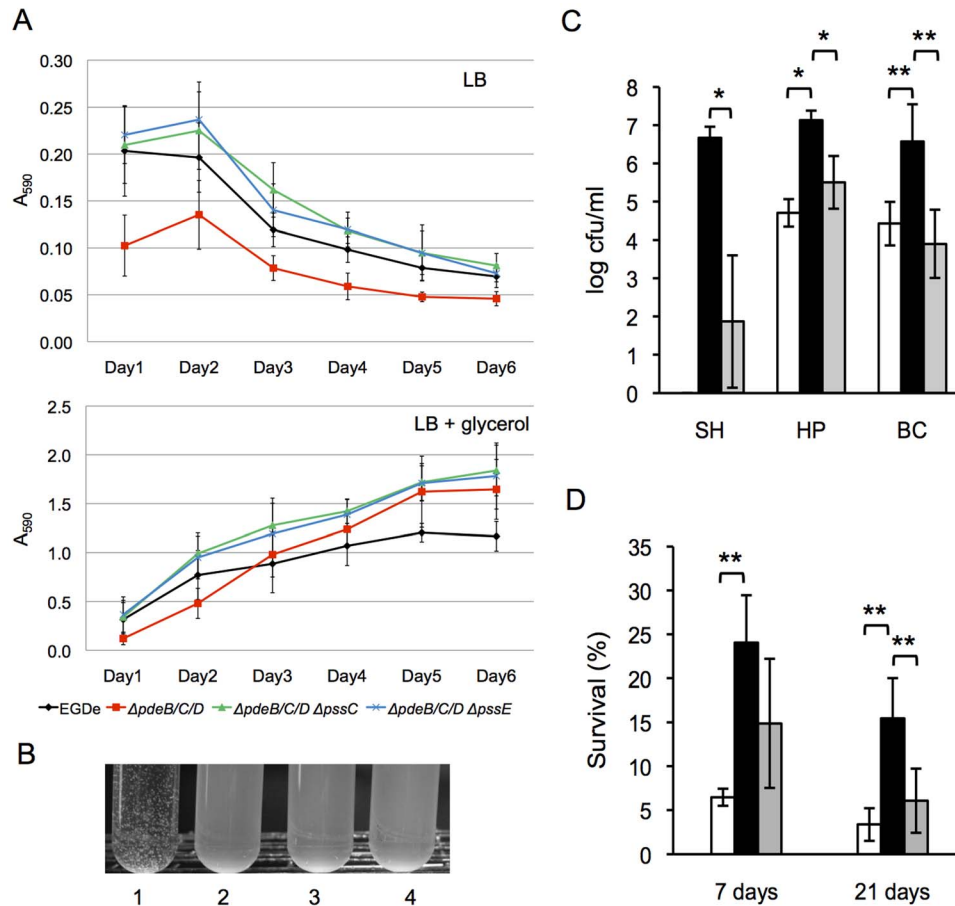 A
0.30
LB
0.25
0.20
A590
0.15
0.10
0.05
0.00
Day1 Day2 Day3 Day4 Day5 Day6
2.5
LB + glycerol
2.0
A590
1.5
1.0
0.5
0.0
Day1 Day2 Day3 Day4 Day5 Day6
EGDe ΔpdeB/C/D ΔpdeB/C/D ΔpssC ΔpdeB/C/D ΔpssE
B
1 2 3 4
C
* * * ** **
8
7
6
5
4
3
2
1
0
log cfu/ml
SH HP BC
D
35
30
25
20
15
10
5
0
Survival (%)
** ** **
7 days 21 days